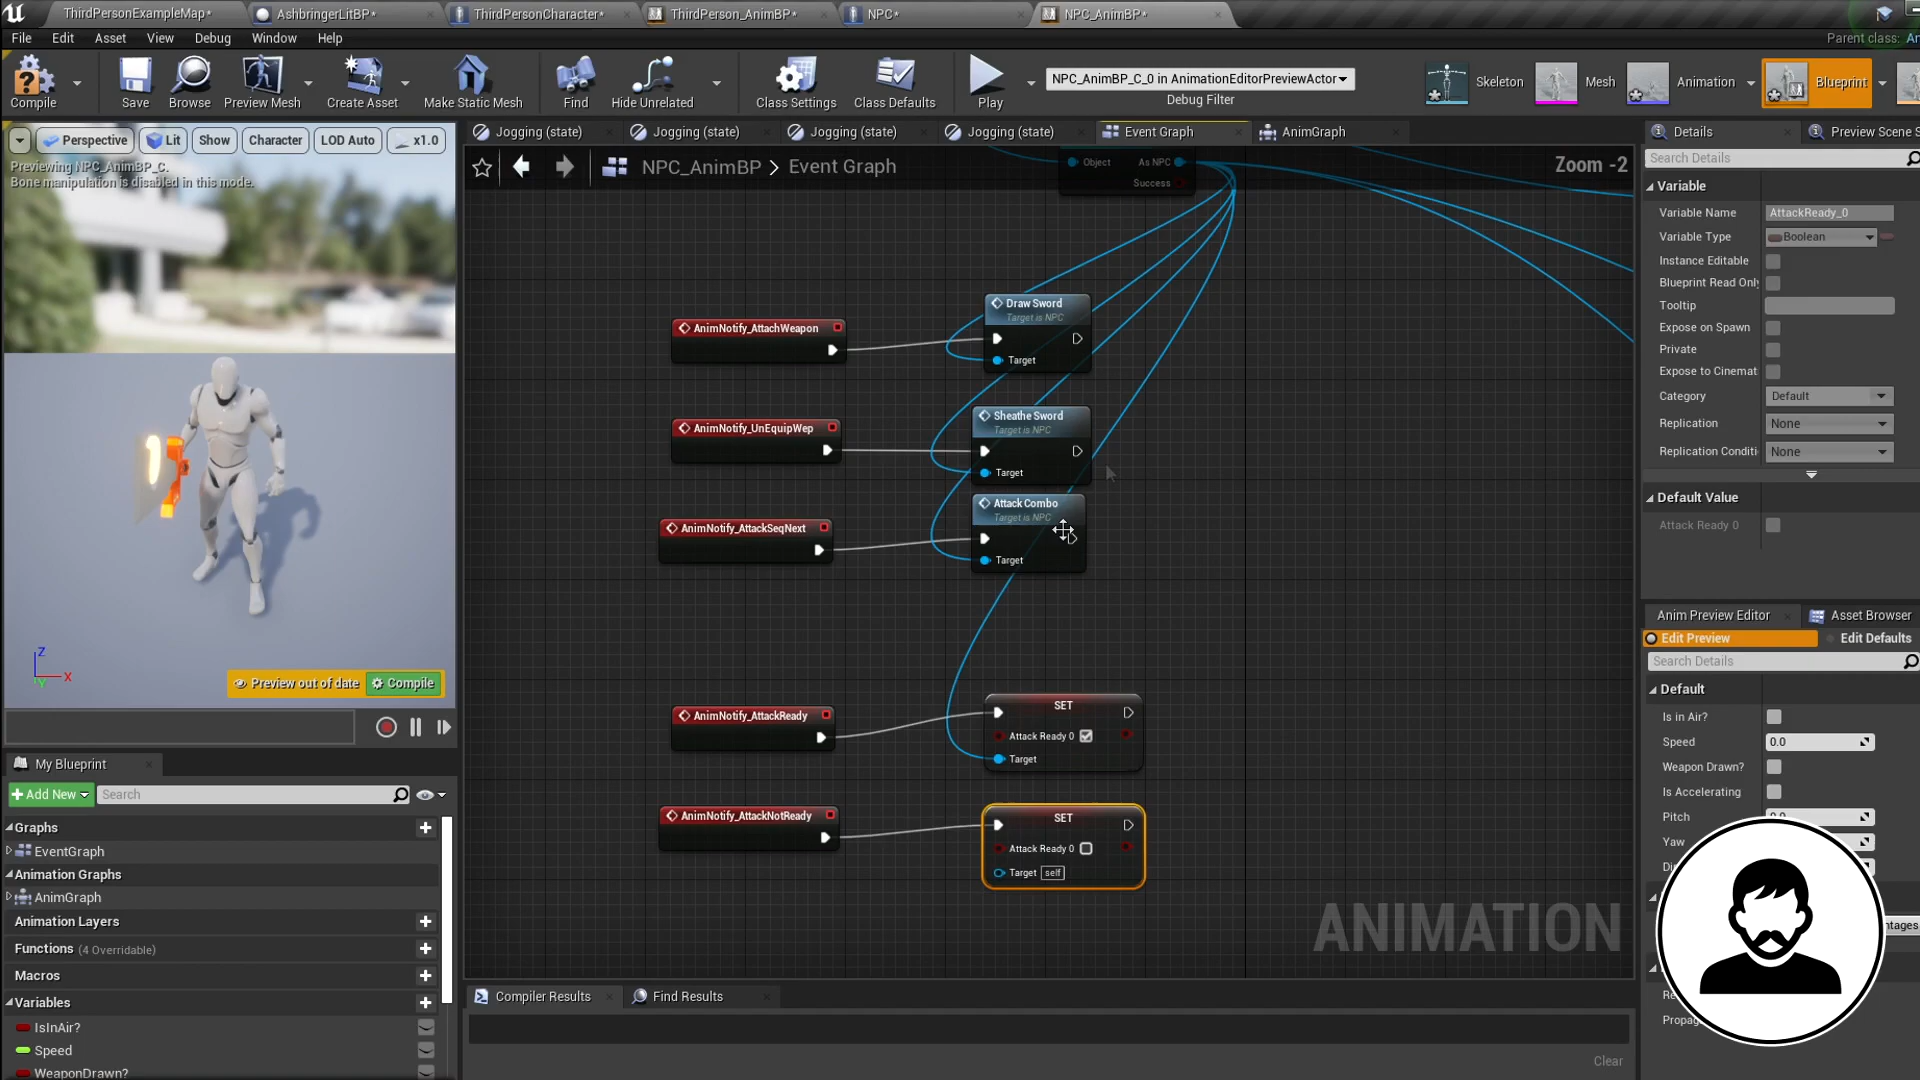 ThirdPersonExampleMap*
AshbringerLitBP*
ThirdPersonCharacter*
ThirdPerson_AnimBP*
NPC*
NPC_AnimBP*
File Edit Asset View Debug Window Help
Parent class: An
Compile
Save
Browse
Preview Mesh
Create Asset
Make Static Mesh
Find
Hide Unrelated
Class Settings
Class Defaults
Play
NPC_AnimBP_C_0 in AnimationEditorPreviewActor
Debug Filter
Skeleton
Mesh
Animation
Blueprint
Perspective
Lit
Show
Character
LOD Auto
x1.0
Previewing NPC_AnimBP_C.
Bone manipulation is disabled in this mode.
Z
X
Y
Preview out of date
Compile
Jogging (state)
Jogging (state)
Jogging (state)
Jogging (state)
Event Graph
AnimGraph
NPC_AnimBP > Event Graph
Zoom -2
Object
As NPC
Success
AnimNotify_AttachWeapon
Draw Sword
Target is NPC
Target
AnimNotify_UnEquipWep
Sheathe Sword
Target is NPC
Target
AnimNotify_AttackSeqNext
Attack Combo
Target is NPC
Target
AnimNotify_AttackReady
SET
Attack Ready 0
Target
AnimNotify_AttackNotReady
SET
Attack Ready 0
Target self
ANIMATION
My Blueprint
Add New
Search
Graphs
EventGraph
Animation Graphs
AnimGraph
Animation Layers
Functions (4 Overridable)
Macros
Variables
IsInAir?
Speed
WeaponDrawn?
Compiler Results
Find Results
Clear
Details
Preview Scene S
Search Details
Variable
Variable Name AttackReady_0
Variable Type Boolean
Instance Editable
Blueprint Read Only
Tooltip
Expose on Spawn
Private
Expose to Cinemat
Category Default
Replication None
Replication Conditi None
Default Value
Attack Ready 0
Anim Preview Editor
Asset Browser
Edit Preview
Edit Defaults
Search Details
Default
Is in Air?
Speed 0.0
Weapon Drawn?
Is Accelerating
Pitch 0.0
Yaw
ntages
Propag